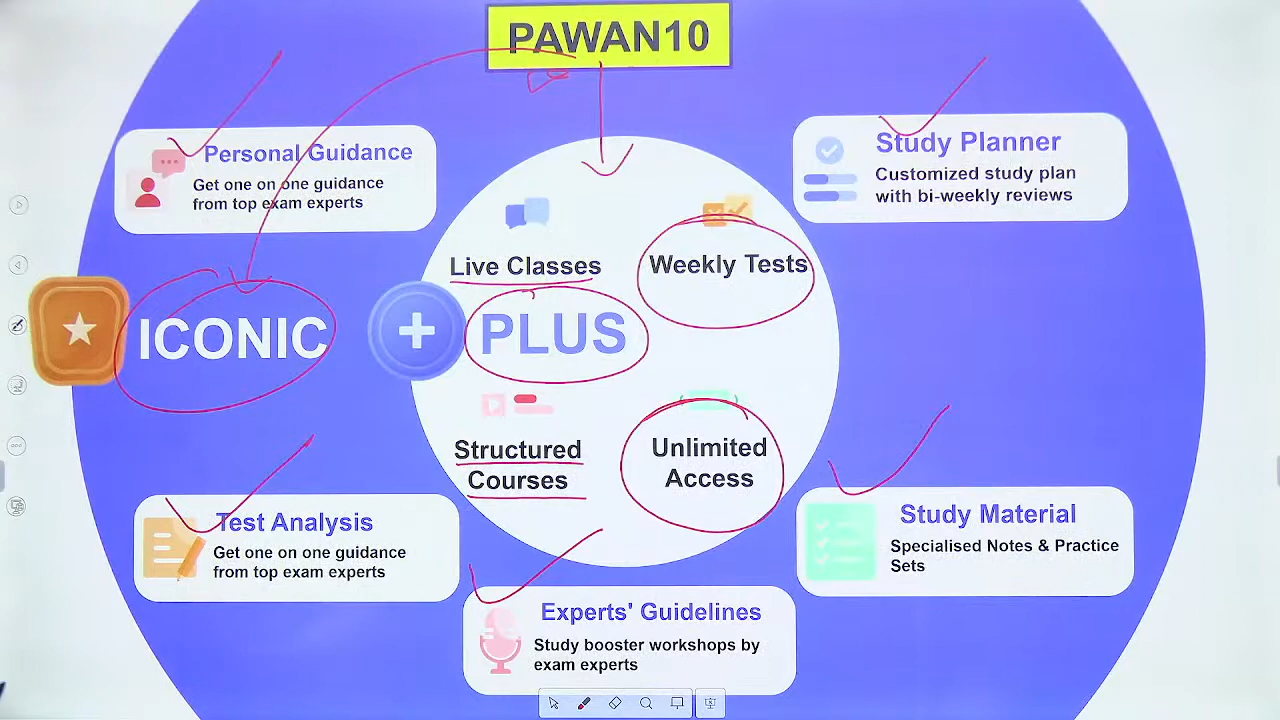 PAWAN10
Personal Guidance
Get one on one guidance
from top exam experts
Study Planner
Customized study plan
with bi-weekly reviews
Live Classes
Weekly Tests
ICONIC
+
PLUS
Structured
Courses
Unlimited
Access
Test Analysis
Get one on one guidance
from top exam experts
Study Material
Specialised Notes & Practice
Sets
Experts' Guidelines
Study booster workshops by
exam experts